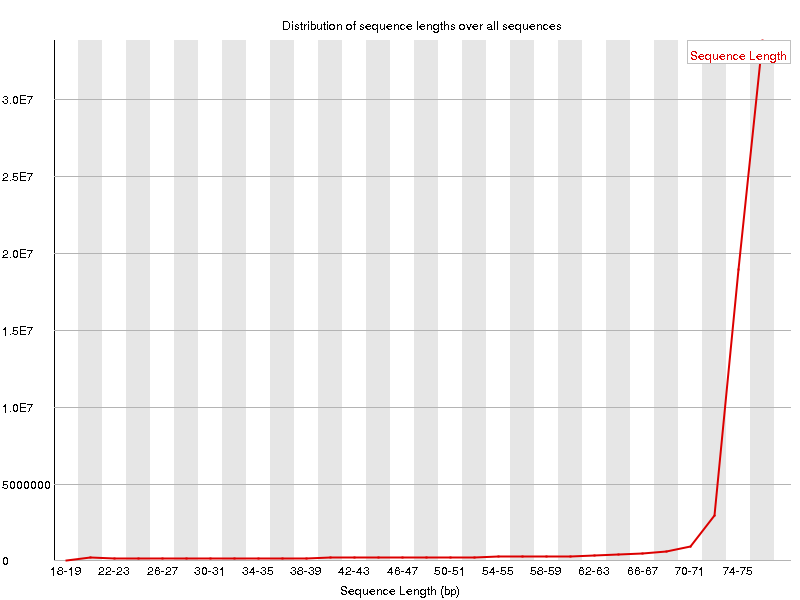 Distribution of sequence lengths over all sequences
Sequence Length
3.0E7
2.5E7
2.0E7
1.5E7
1.0E7
5000000
0
18-19 22-23 26-27 30-31 34-35 38-39 42-43 46-47 50-51 54-55 58-59 62-63 66-67 70-71 74-75
Sequence Length (bp)